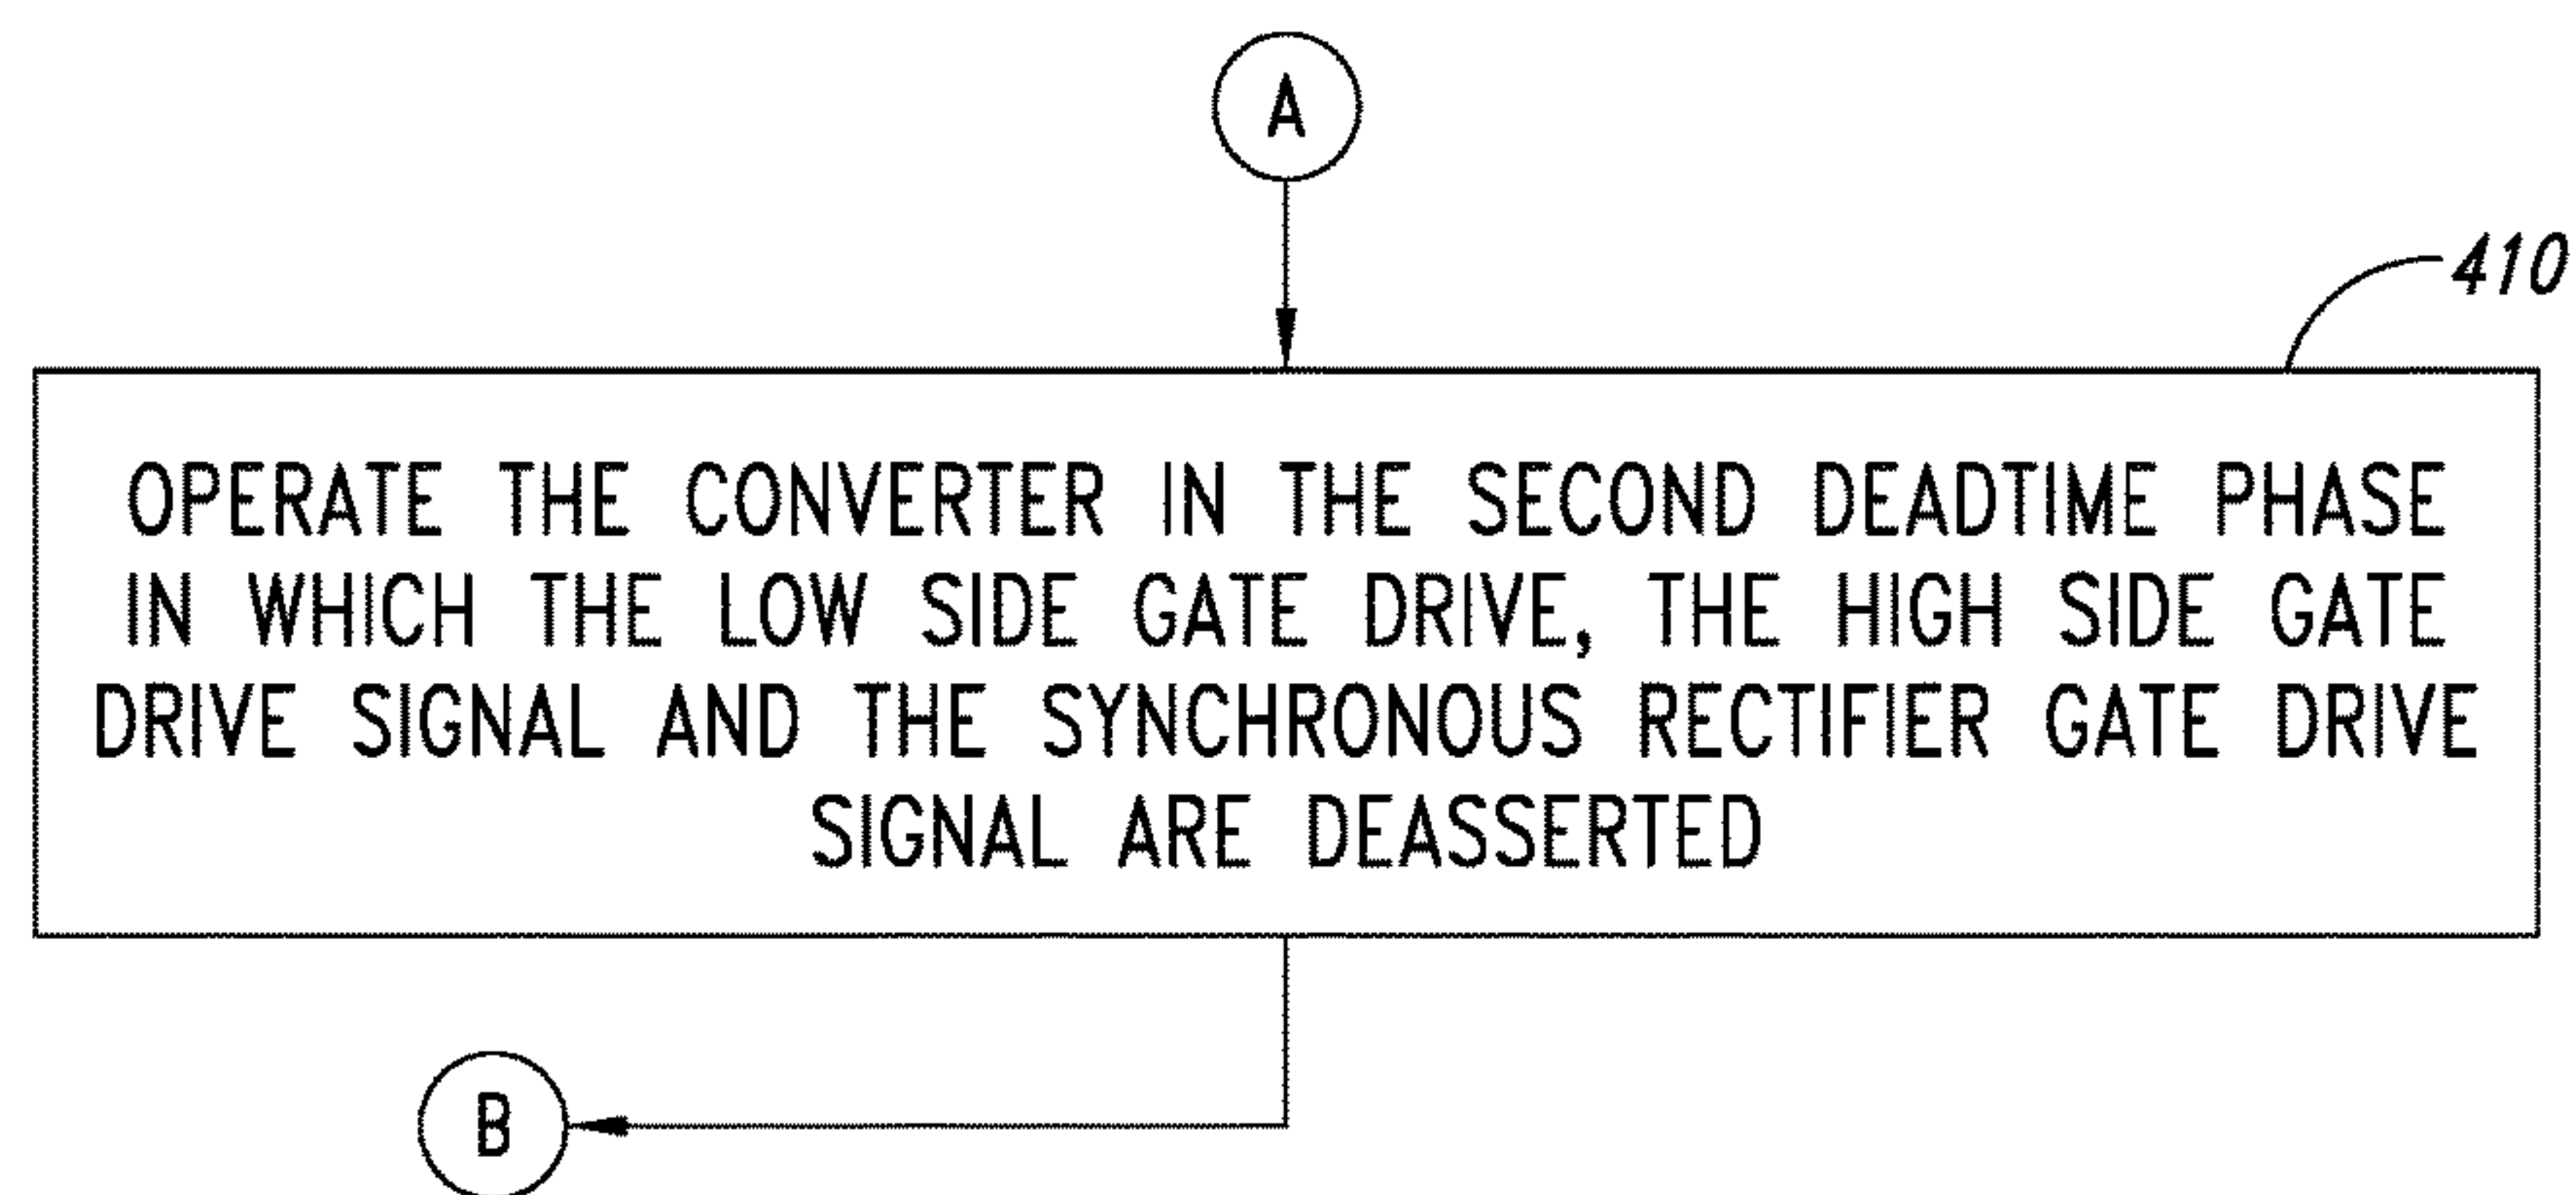 A
410
OPERATE THE CONVERTER IN THE SECOND DEADTIME PHASE
IN WHICH THE LOW SIDE GATE DRIVE, THE HIGH SIDE GATE
DRIVE SIGNAL AND THE SYNCHRONOUS RECTIFIER GATE DRIVE
SIGNAL ARE DEASSERTED
B